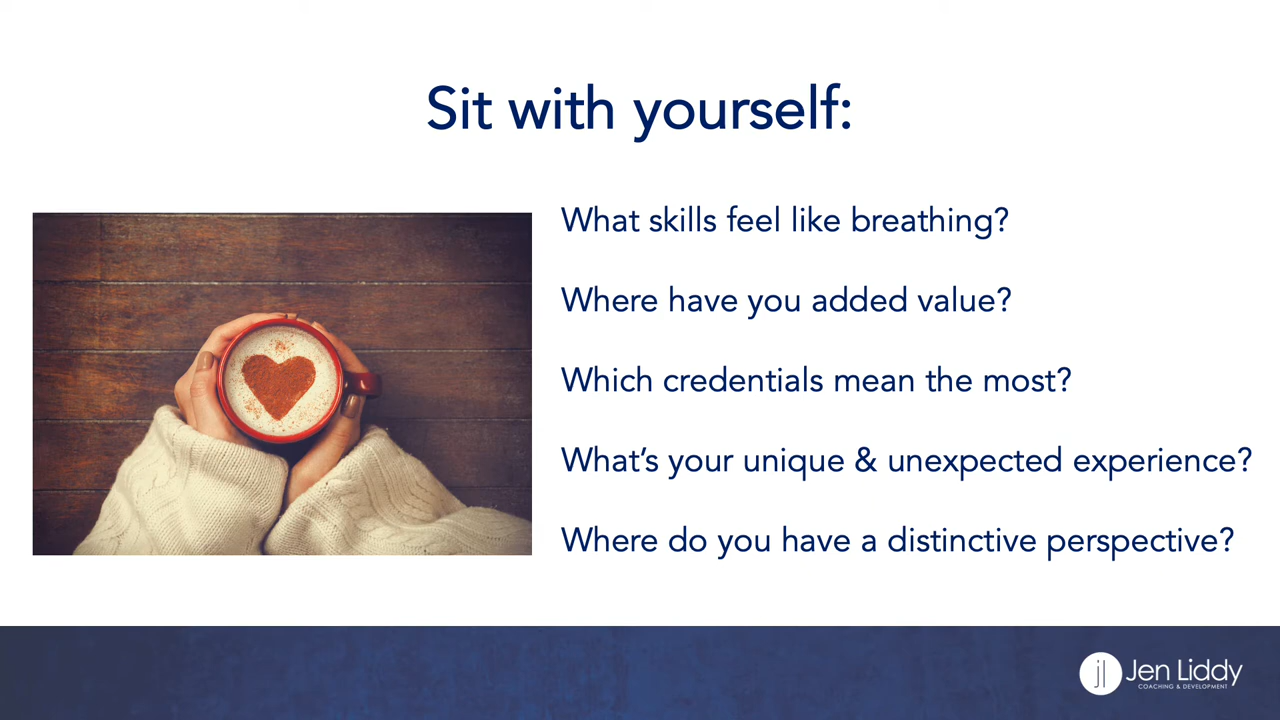 Sit with yourself:
What skills feel like breathing?
Where have you added value?
Which credentials mean the most?
What's your unique & unexpected experience?
Where do you have a distinctive perspective?
jl Jen Liddy
COACHING & DEVELOPMENT